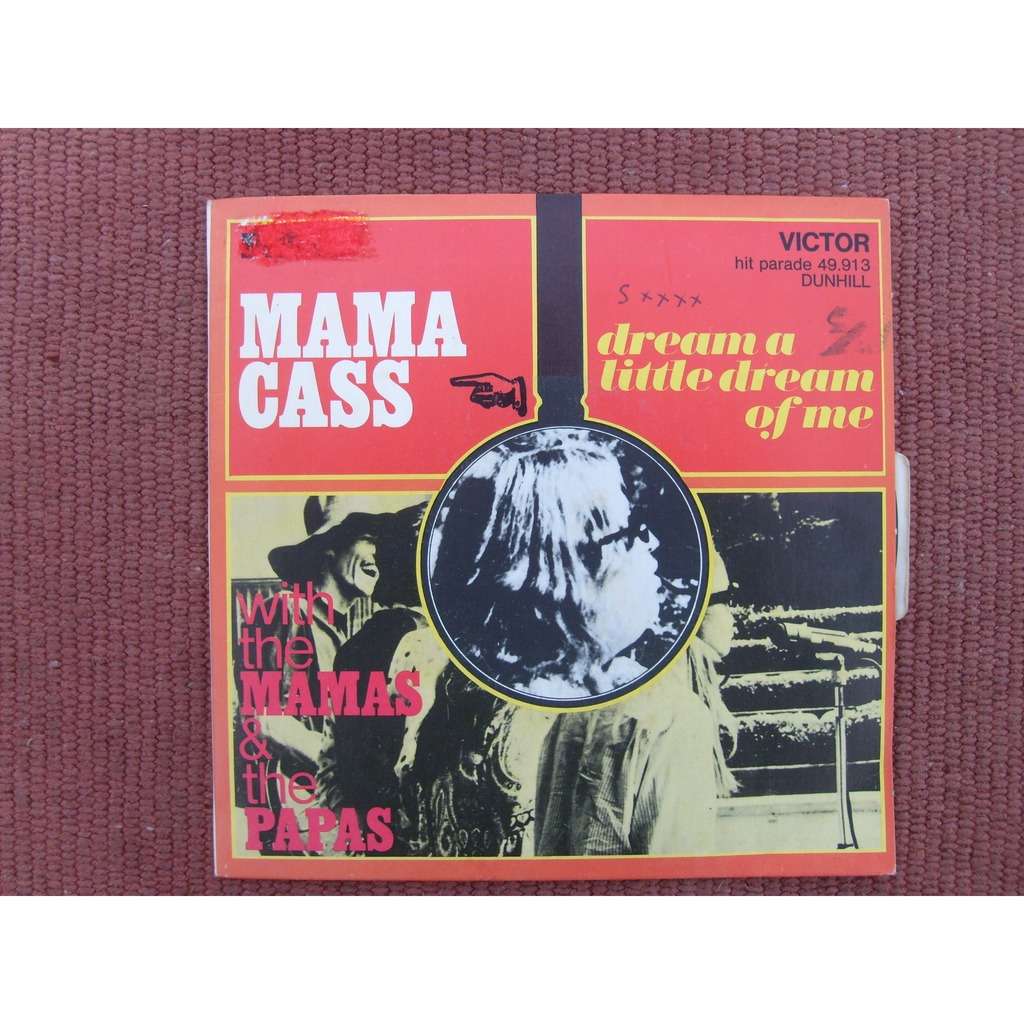 MAMA
CASS
VICTOR
hit parade 49.913
DUNHILL
S xxxx
dream a
little dream
of me
with
the
MAMAS
&
the
PAPAS